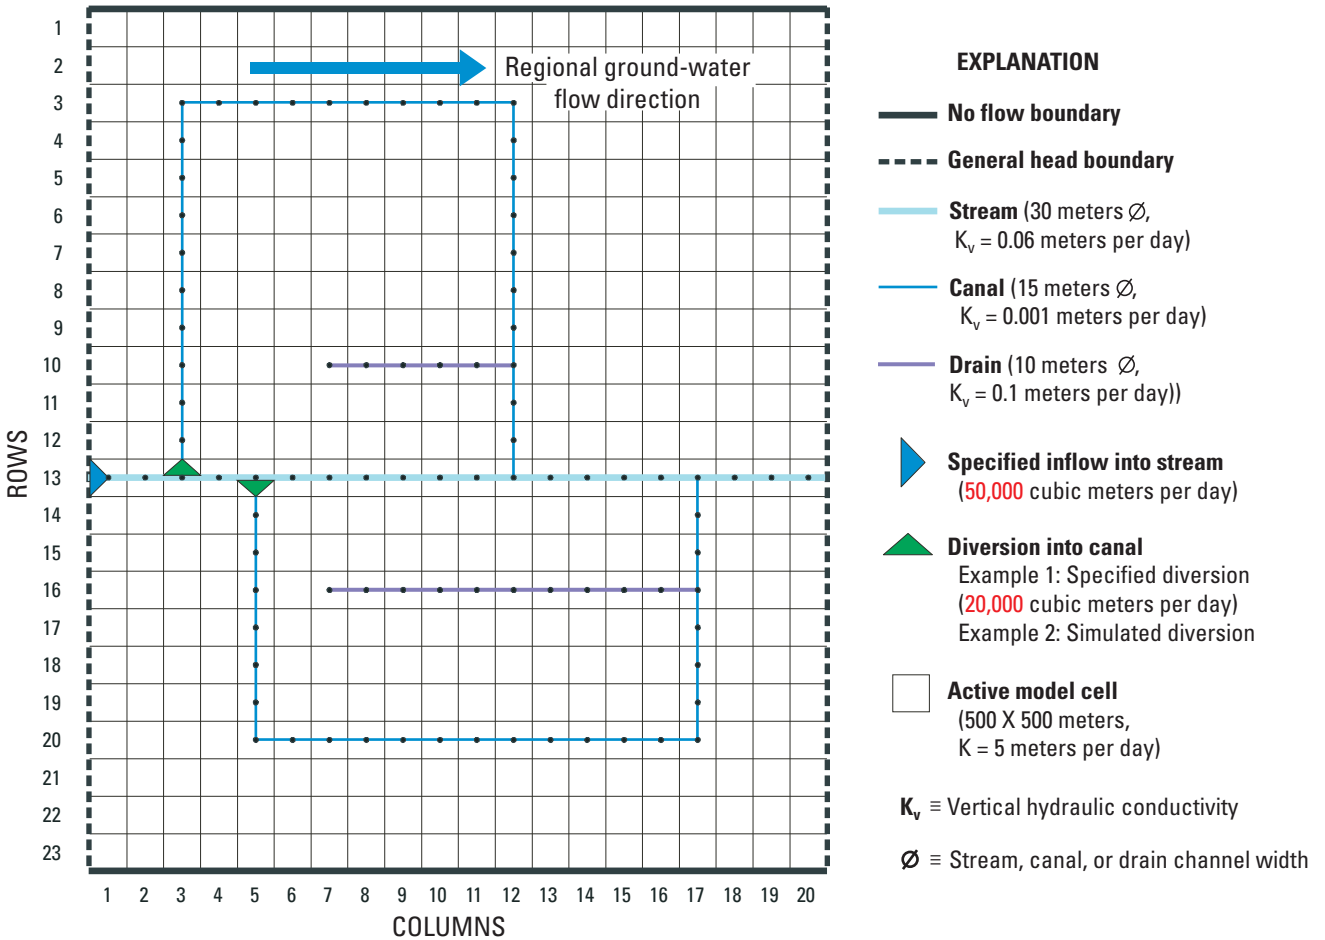 1
2
3
4
5
6
7
8
9
10
11
12
13
14
15
16
17
18
19
20
21
22
23
ROWS
Regional ground-water
flow direction
1 2 3 4 5 6 7 8 9 10 11 12 13 14 15 16 17 18 19 20
COLUMNS
EXPLANATION
No flow boundary
General head boundary
Stream (30 meters ∅,
Kv = 0.06 meters per day)
Canal (15 meters ∅,
Kv = 0.001 meters per day)
Drain (10 meters ∅,
Kv = 0.1 meters per day))
Specified inflow into stream
(50,000 cubic meters per day)
Diversion into canal
Example 1: Specified diversion
(20,000 cubic meters per day)
Example 2: Simulated diversion
Active model cell
(500 X 500 meters,
K = 5 meters per day)
Kv ≡ Vertical hydraulic conductivity
∅ ≡ Stream, canal, or drain channel width